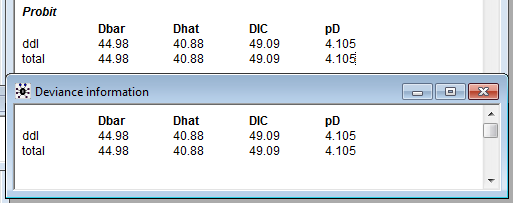 Probit
Dbar Dhat DIC pD
ddl 44.98 40.88 49.09 4.105
total 44.98 40.88 49.09 4.105
Deviance information
Dbar Dhat DIC pD
ddl 44.98 40.88 49.09 4.105
total 44.98 40.88 49.09 4.105